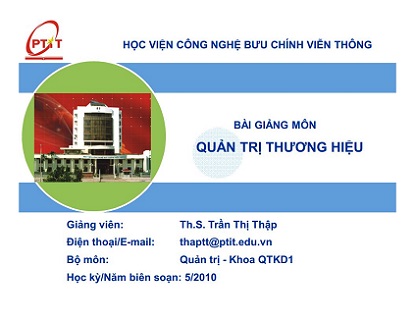 PTIT
HỌC VIỆN CÔNG NGHỆ BƯU CHÍNH VIỄN THÔNG
BÀI GIẢNG MÔN
QUẢN TRỊ THƯƠNG HIỆU
Giảng viên: Th.S. Trần Thị Thập
Điện thoại/E-mail: thaptt@ptit.edu.vn
Bộ môn: Quản trị - Khoa QTKD1
Học kỳ/Năm biên soạn: 5/2010